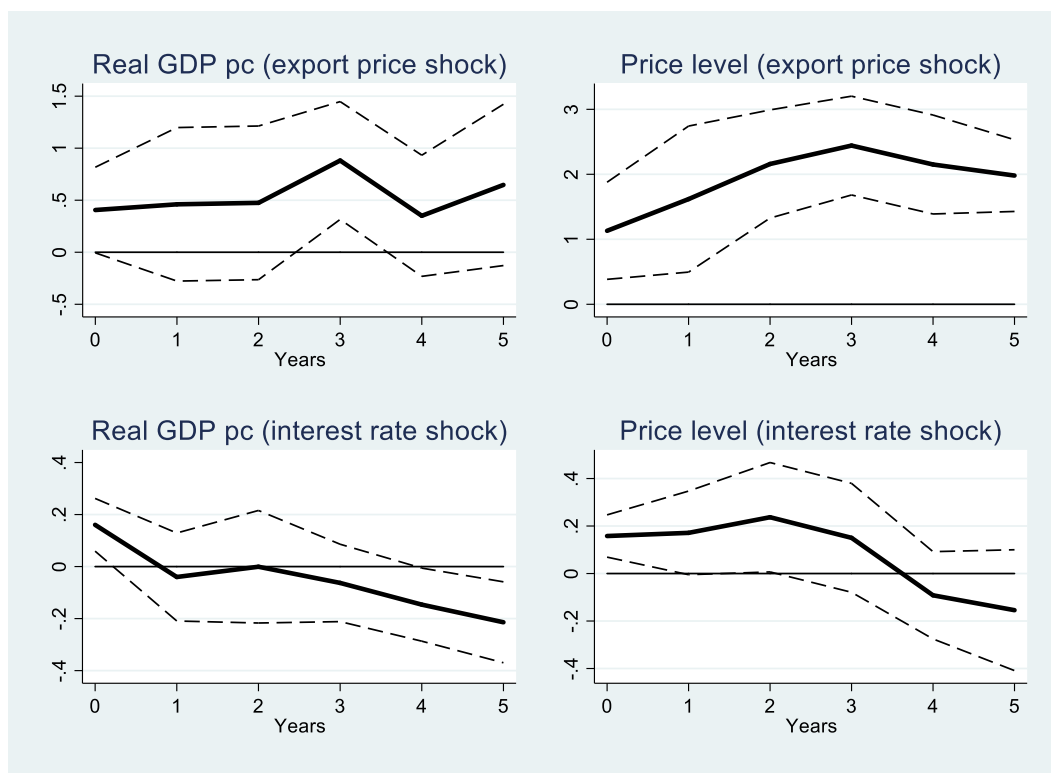 Real GDP pc (export price shock)
1.5
1
.5
0
-.5
0 1 2 3 4 5
Years
Price level (export price shock)
3
2
1
0
0 1 2 3 4 5
Years
Real GDP pc (interest rate shock)
.4
.2
0
-.2
-.4
0 1 2 3 4 5
Years
Price level (interest rate shock)
.4
.2
0
-.2
-.4
0 1 2 3 4 5
Years